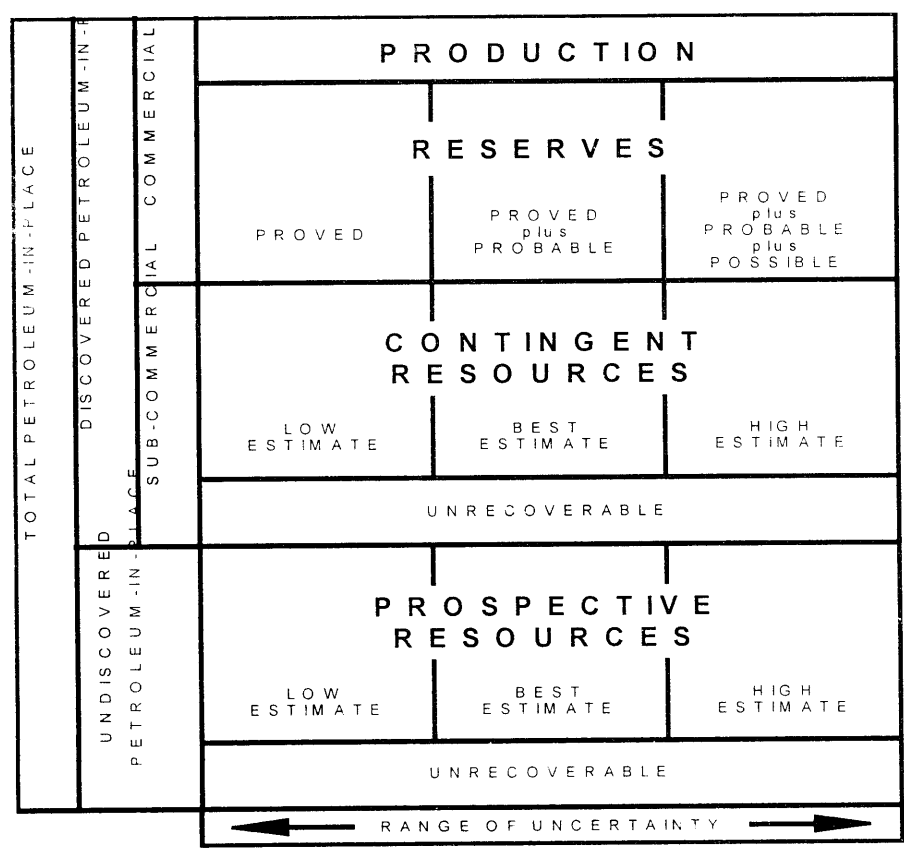 PRODUCTION
RESERVES
PROVED
PROVED
plus
PROBABLE
PROVED
plus
PROBABLE
plus
POSSIBLE
CONTINGENT
RESOURCES
LOW
ESTIMATE
BEST
ESTIMATE
HIGH
ESTIMATE
UNRECOVERABLE
PROSPECTIVE
RESOURCES
LOW
ESTIMATE
BEST
ESTIMATE
HIGH
ESTIMATE
UNRECOVERABLE
RANGE OF UNCERTAINTY
TOTAL PETROLEUM-IN-PLACE
DISCOVERED PETROLEUM-IN-P
COMMERCIAL
SUB-COMMERCIAL
UNDISCOVERED
PETROLEUM-IN-PLACE